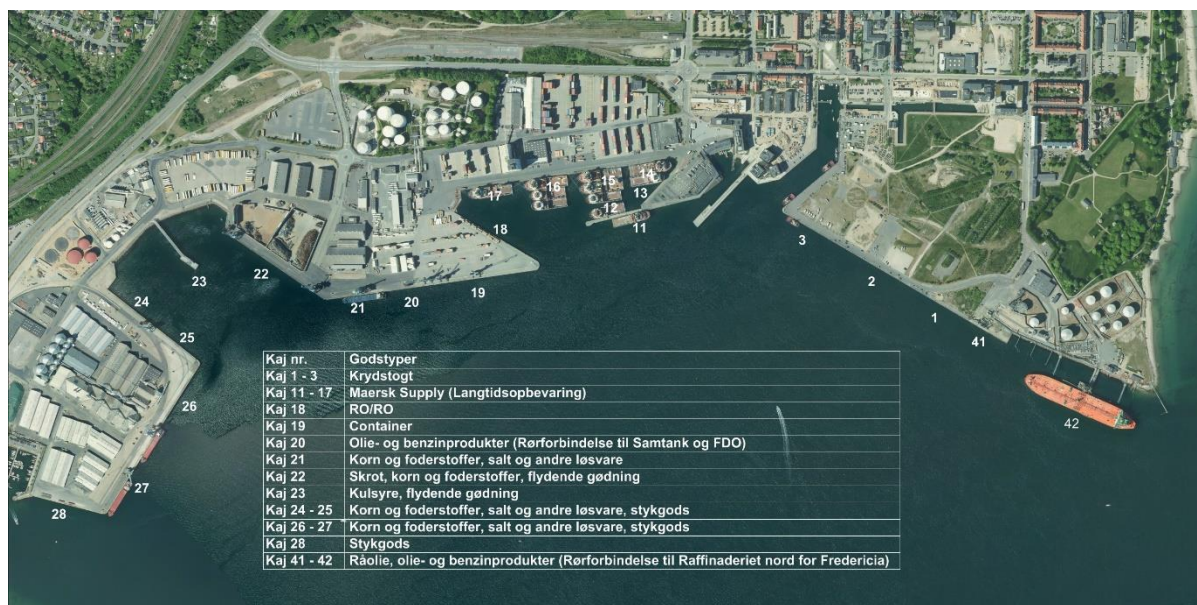 17
16
15
14
13
12
11
18
3
23
22
2
19
20
21
24
1
25
41
Kaj nr. Godstyper
Kaj 1 - 3 Krydstogt
Kaj 11 - 17 Maersk Supply (Langtidsopbevaring)
Kaj 18 RO/RO
Kaj 19 Container
Kaj 20 Olie- og benzinprodukter (Rørforbindelse til Samtank og FDO)
Kaj 21 Korn og foderstoffer, salt og andre løsvare
Kaj 22 Skrot, korn og foderstoffer, flydende gødning
Kaj 23 Kulsyre, flydende gødning
Kaj 24 - 25 Korn og foderstoffer, salt og andre løsvare, stykgods
Kaj 26 - 27 Korn og foderstoffer, salt og andre løsvare, stykgods
Kaj 28 Stykgods
Kaj 41 - 42 Råolie, olie- og benzinprodukter (Rørforbindelse til Raffinaderiet nord for Fredericia)
26
42
27
28